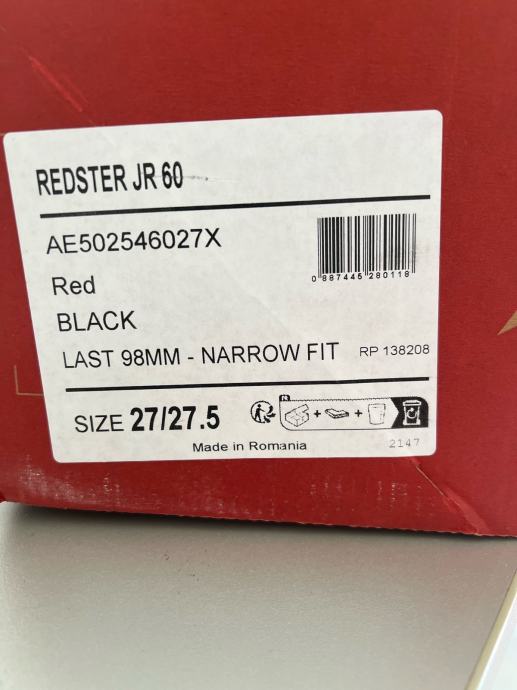 REDSTER JR 60
AE502546027X
0 887445 280118
Red
BLACK
LAST 98MM - NARROW FIT RP 138208
SIZE 27/27.5
FR
+ +
Made in Romania
2147